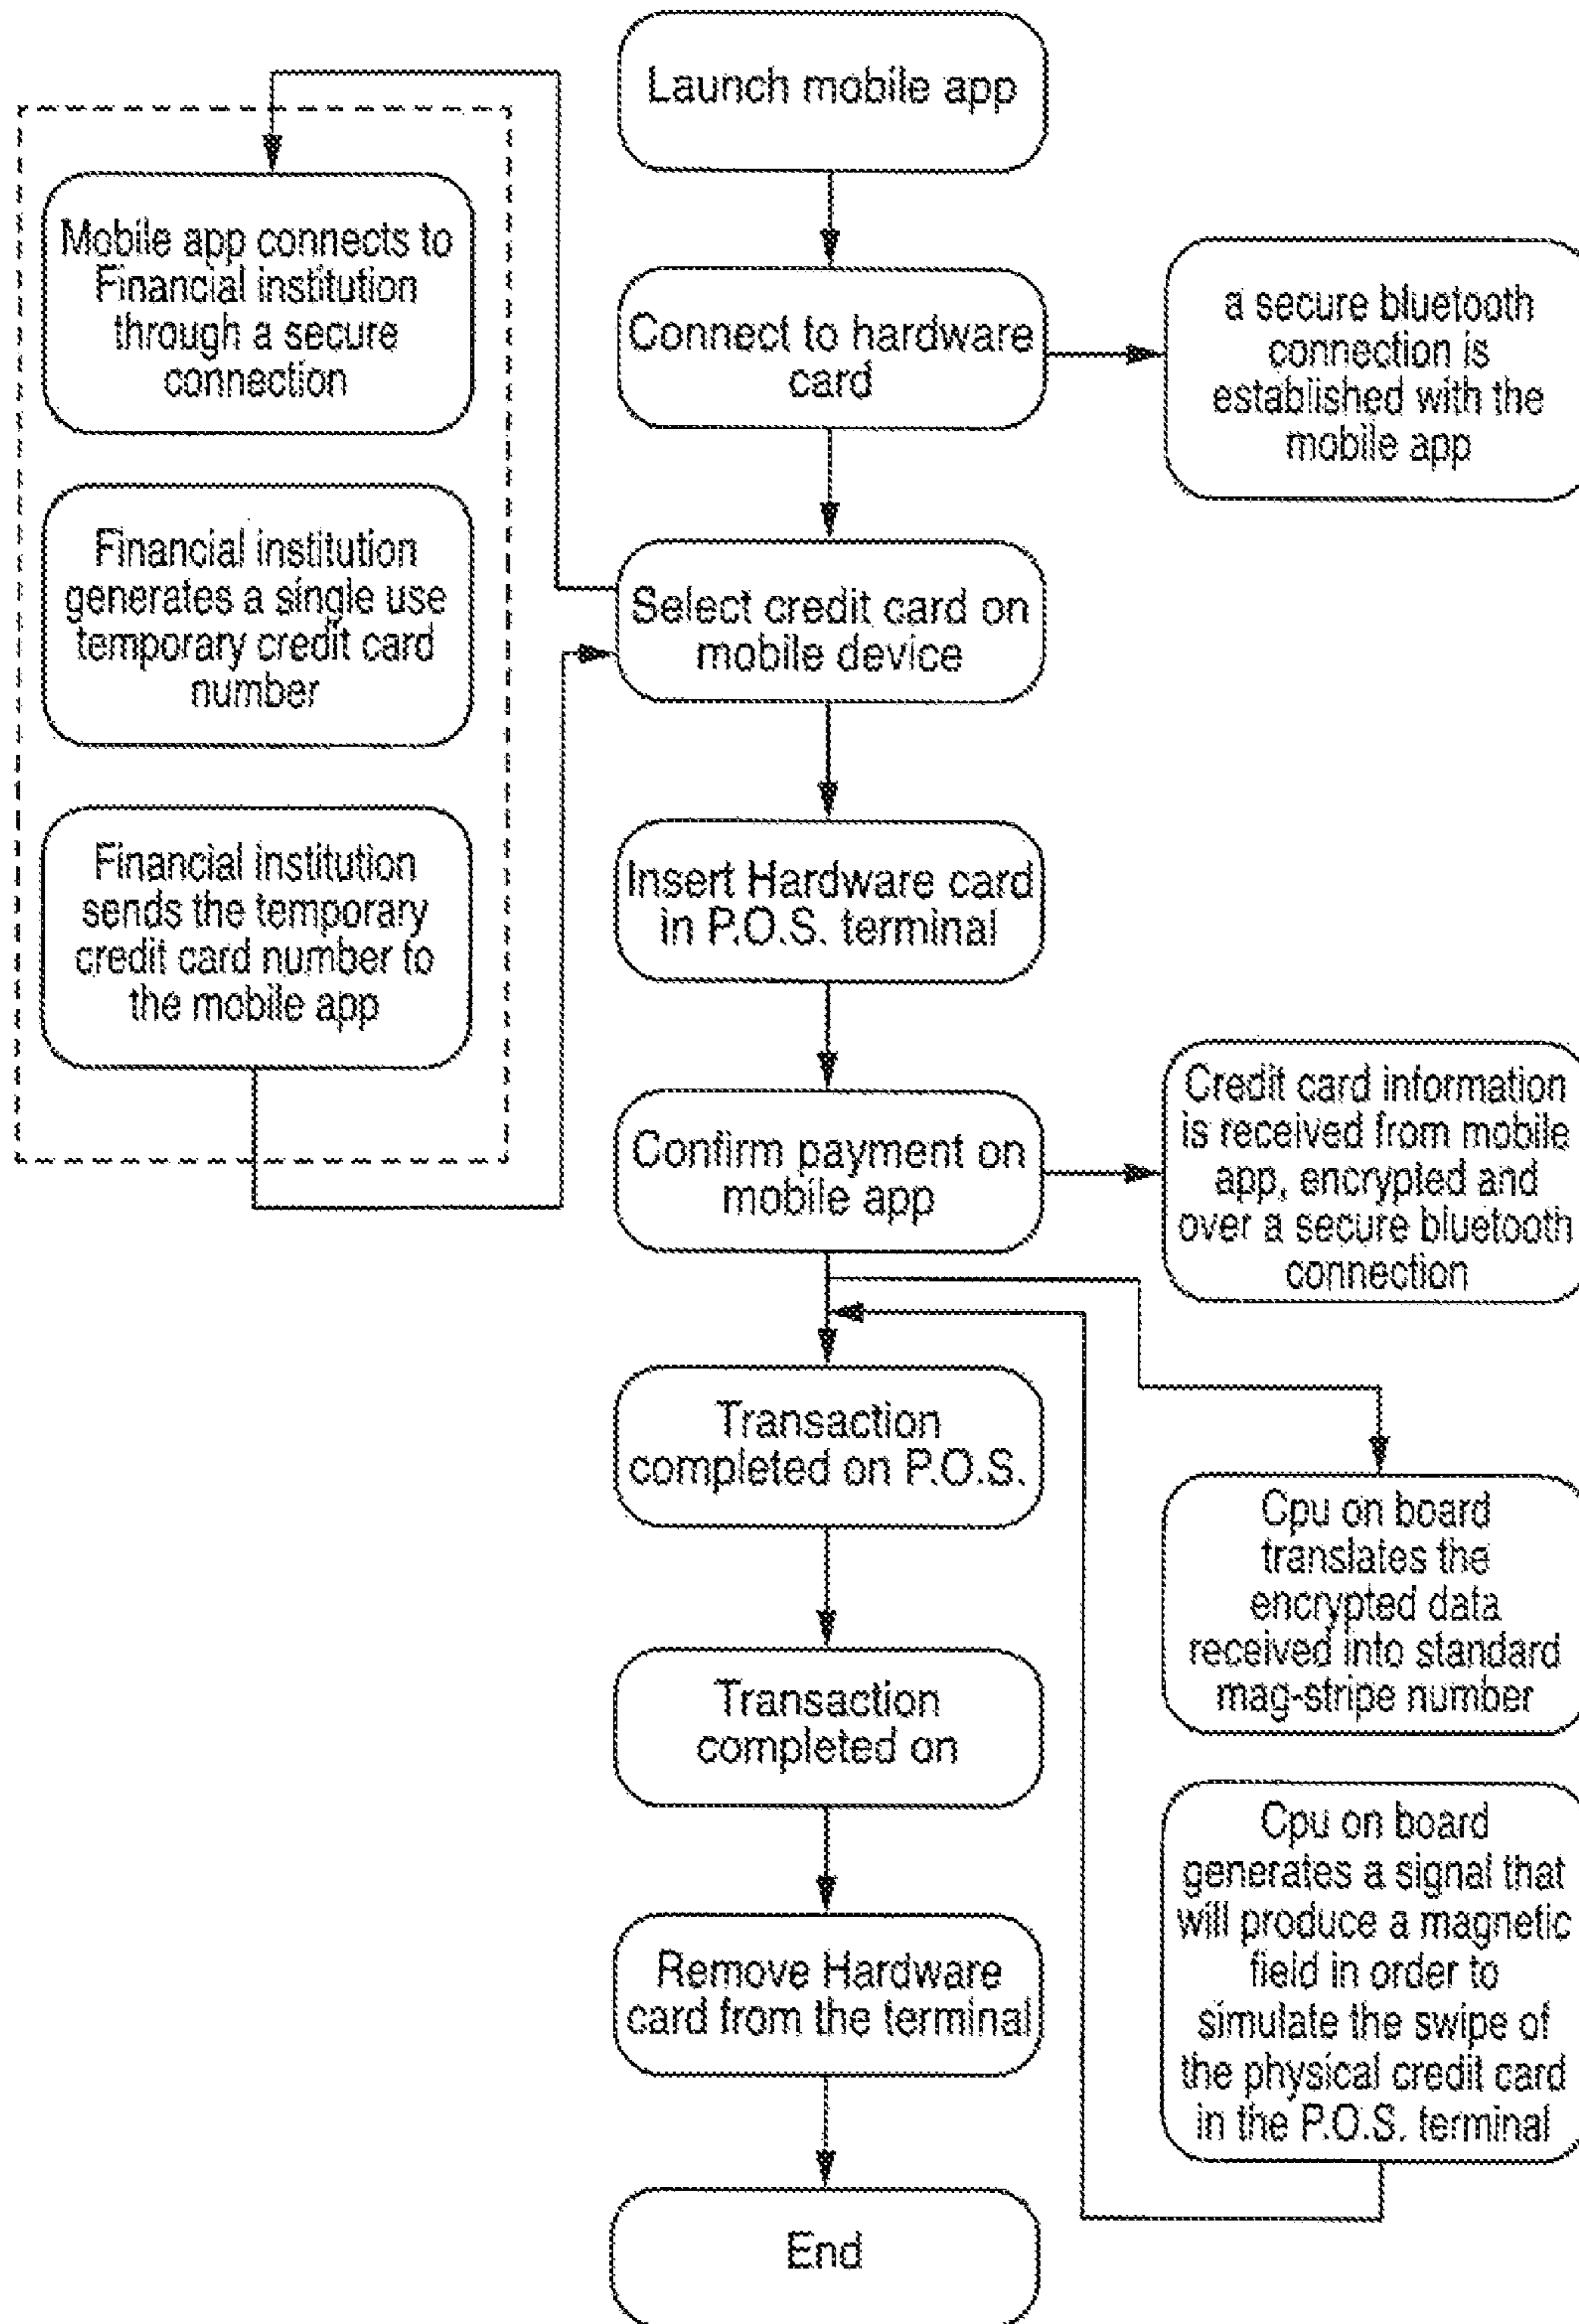 Launch mobile app
Mobile app connects to
Financial institution
through a secure
connection
Connect to hardware
card
a secure bluetooth
connection is
established with the
mobile app
Financial institution
generates a single use
temporary credit card
number
Select credit card on
mobile device
Financial institution
sends the temporary
credit card number to
the mobile app
Insert Hardware card
in P.O.S. terminal
Confirm payment on
mobile app
Credit card information
is received from mobile
app, encrypted and
over a secure bluetooth
connection
Transaction
completed on P.O.S.
Cpu on board
translates the
encrypted data
received into standard
mag-stripe number
Transaction
completed on
Cpu on board
generates a signal that
will produce a magnetic
field in order to
simulate the swipe of
the physical credit card
in the P.O.S. terminal
Remove Hardware
card from the terminal
End